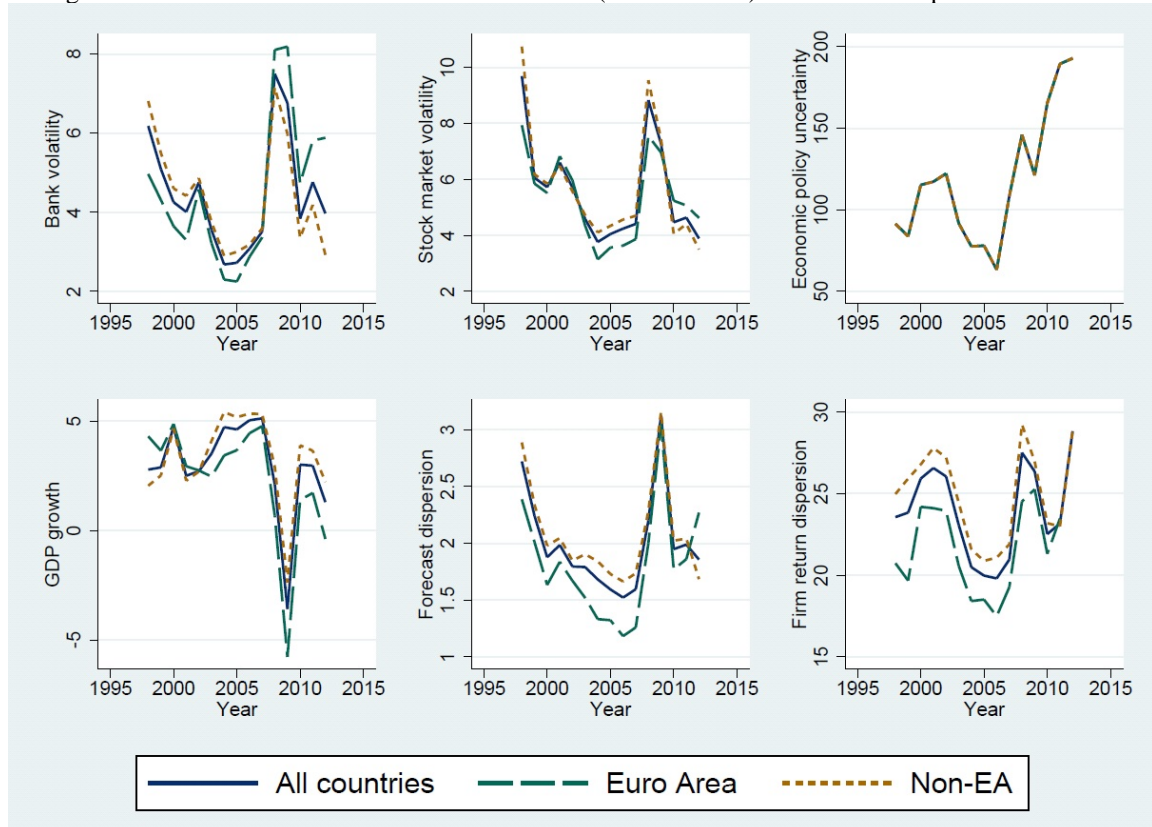 Bank volatility
8
6
4
2
1995 2000 2005 2010 2015
Year
Stock market volatility
10
8
6
4
2
1995 2000 2005 2010 2015
Year
Economic policy uncertainty
200
150
100
50
1995 2000 2005 2010 2015
Year
GDP growth
5
0
-5
1995 2000 2005 2010 2015
Year
Forecast dispersion
3
2.5
2
1.5
1
1995 2000 2005 2010 2015
Year
Firm return dispersion
30
25
20
15
1995 2000 2005 2010 2015
Year
All countries Euro Area Non-EA